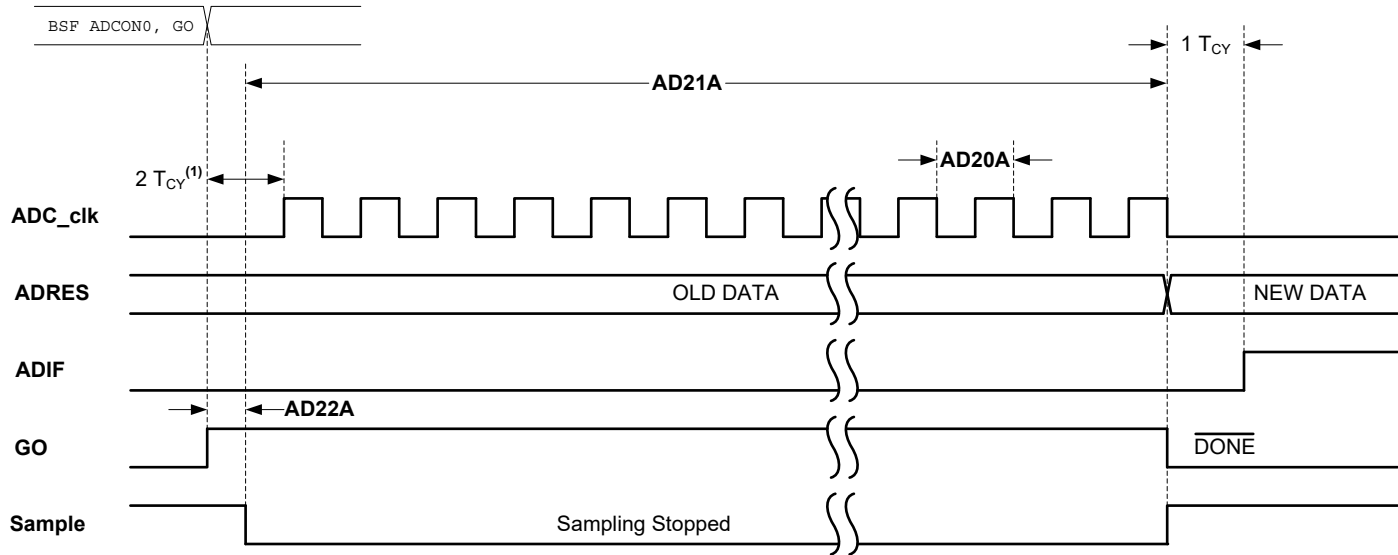 BSF ADCON0, GO
1 TCY
AD21A
AD20A
2 TCY(1)
ADC_clk
ADRES
OLD DATA
NEW DATA
ADIF
AD22A
GO
DONE
Sample
Sampling Stopped